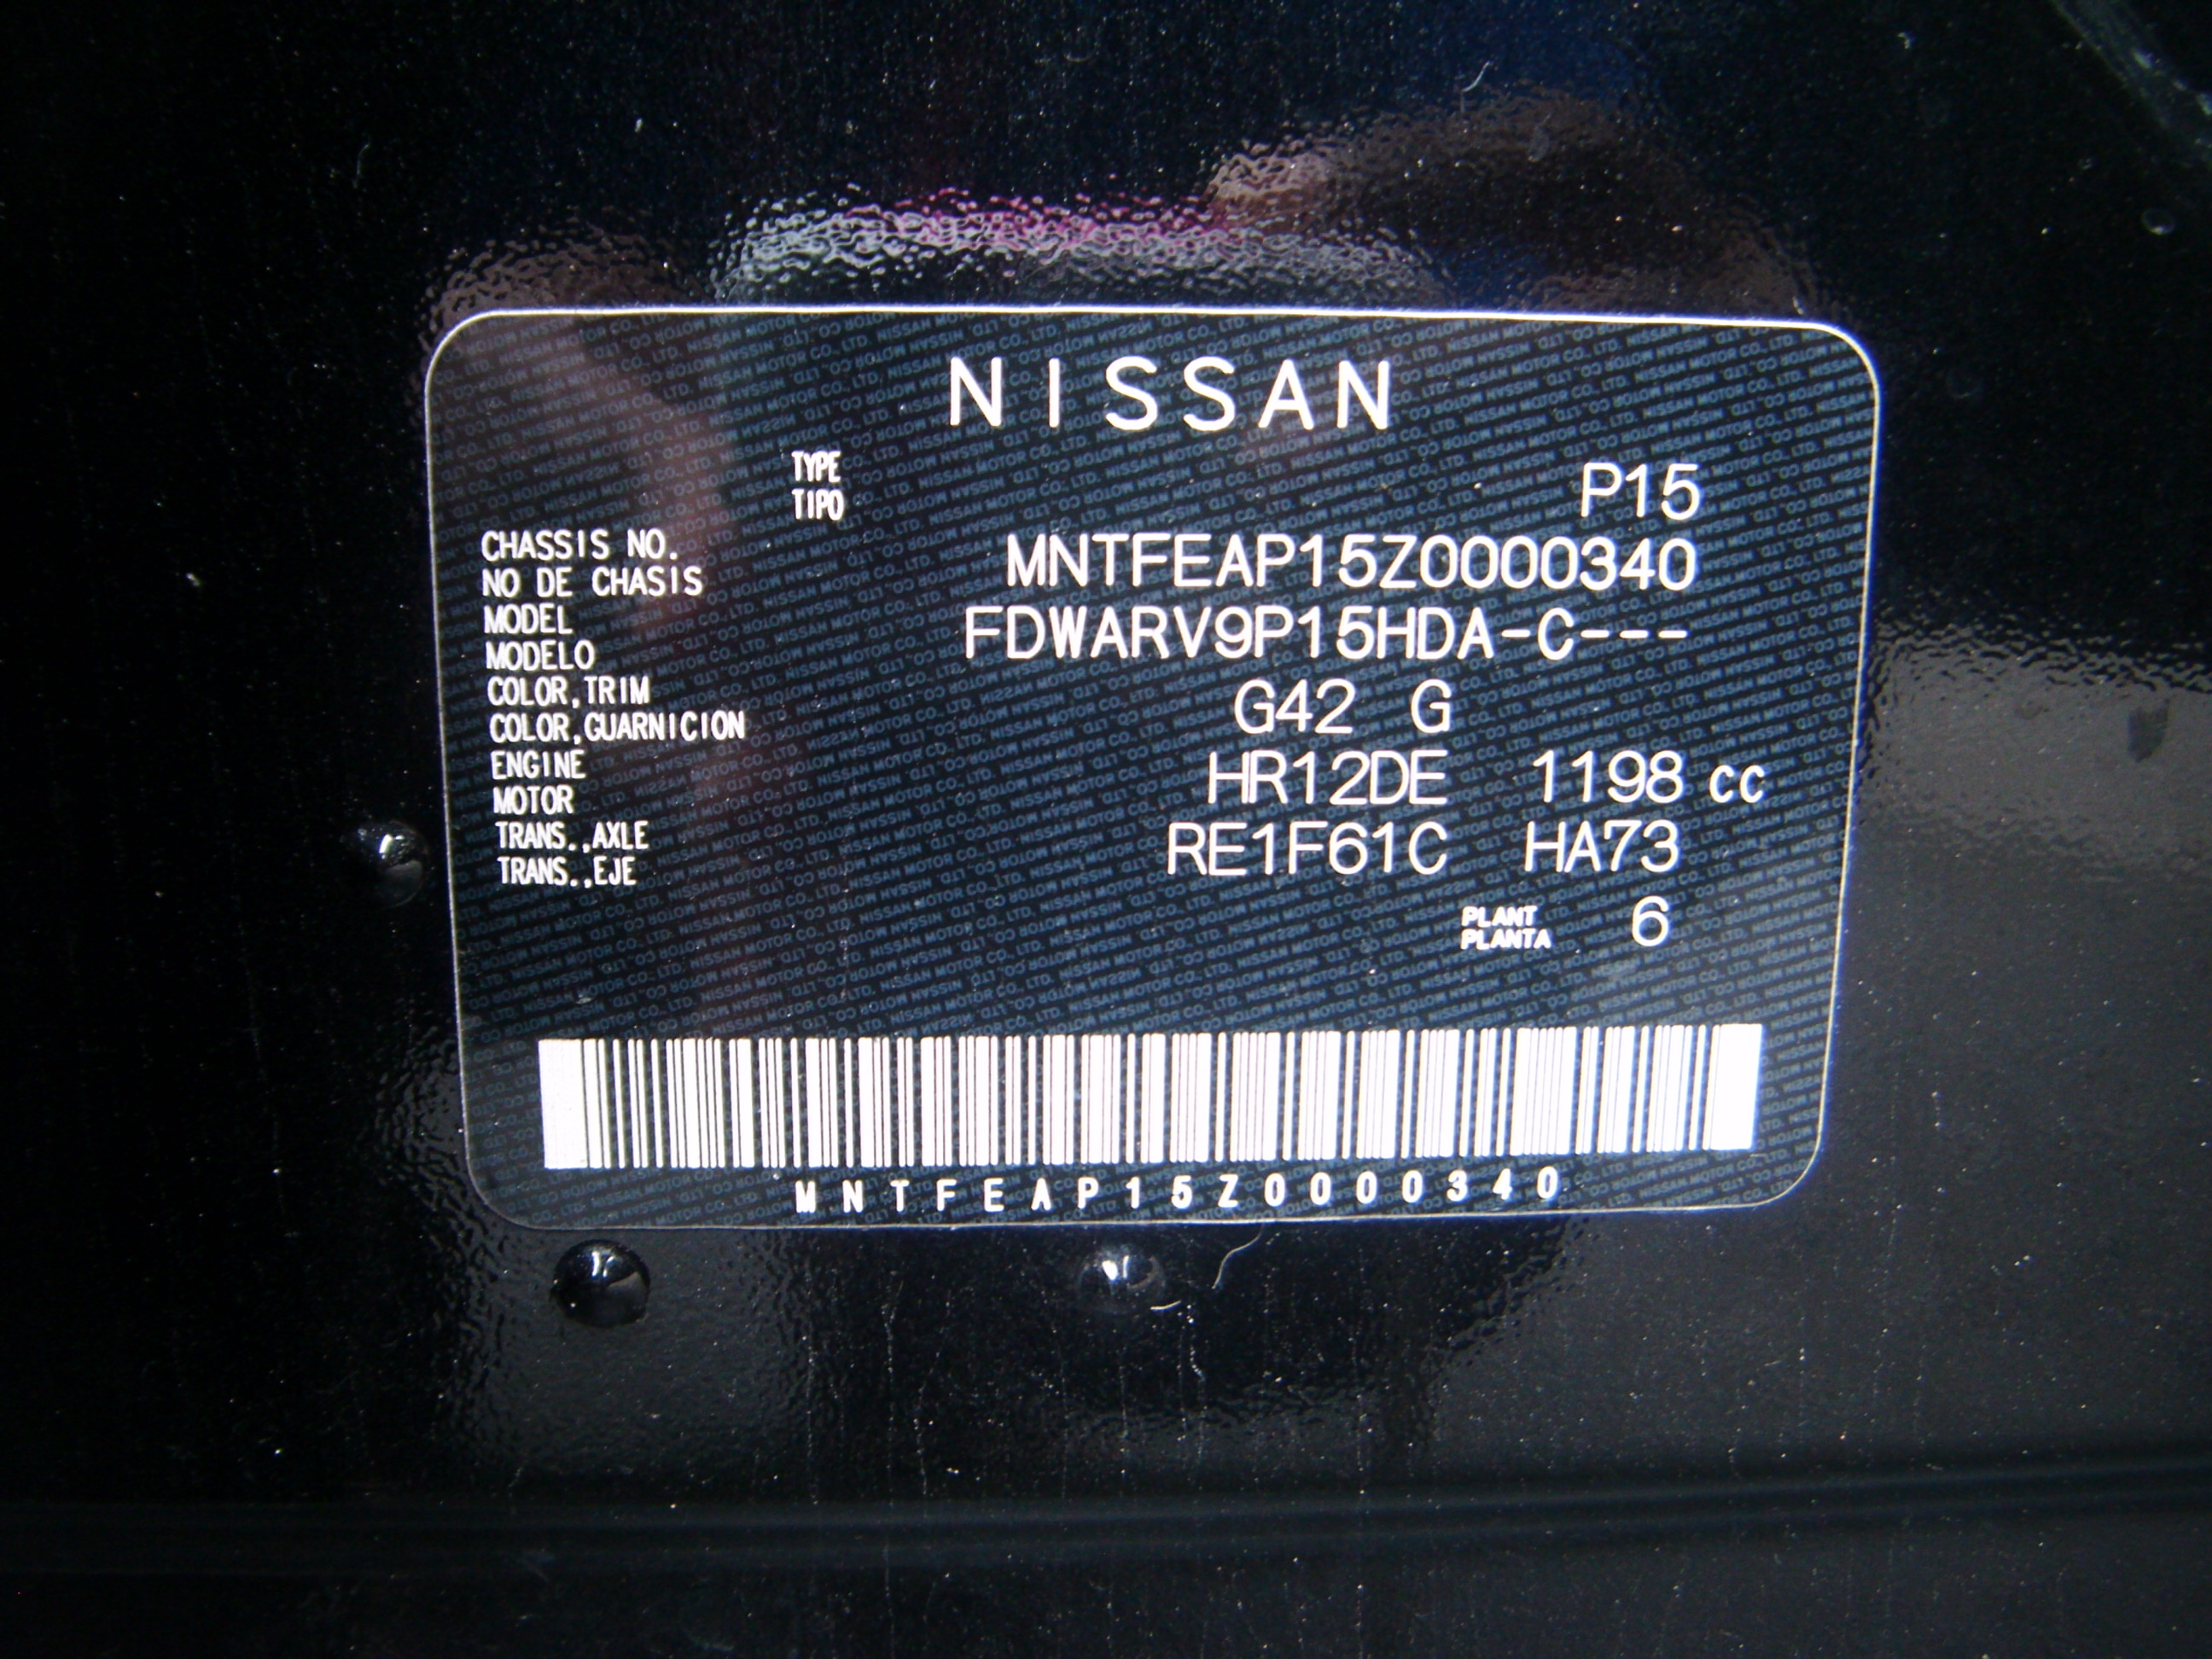 NISSAN
TYPE
TIPO P15
CHASSIS NO.
NO DE CHASIS MNTFEAP15Z0000340
MODEL
MODELO FDWARV9P15HDA-C---
COLOR,TRIM
COLOR,GUARNICION G42 G
ENGINE
MOTOR HR12DE 1198 cc
TRANS.,AXLE
TRANS.,EJE RE1F61C HA73
PLANT
PLANTA 6
MNTFEAP15Z0000340